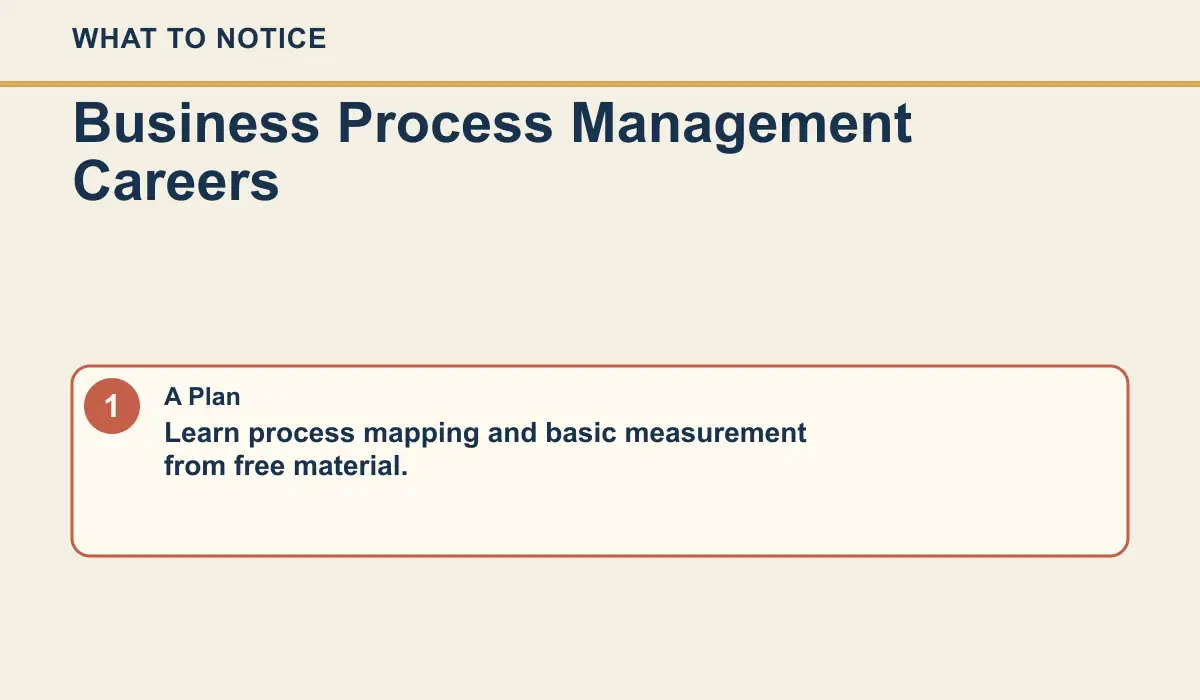 WHAT TO NOTICE
Business Process Management
Careers
1
A Plan
Learn process mapping and basic measurement
from free material.